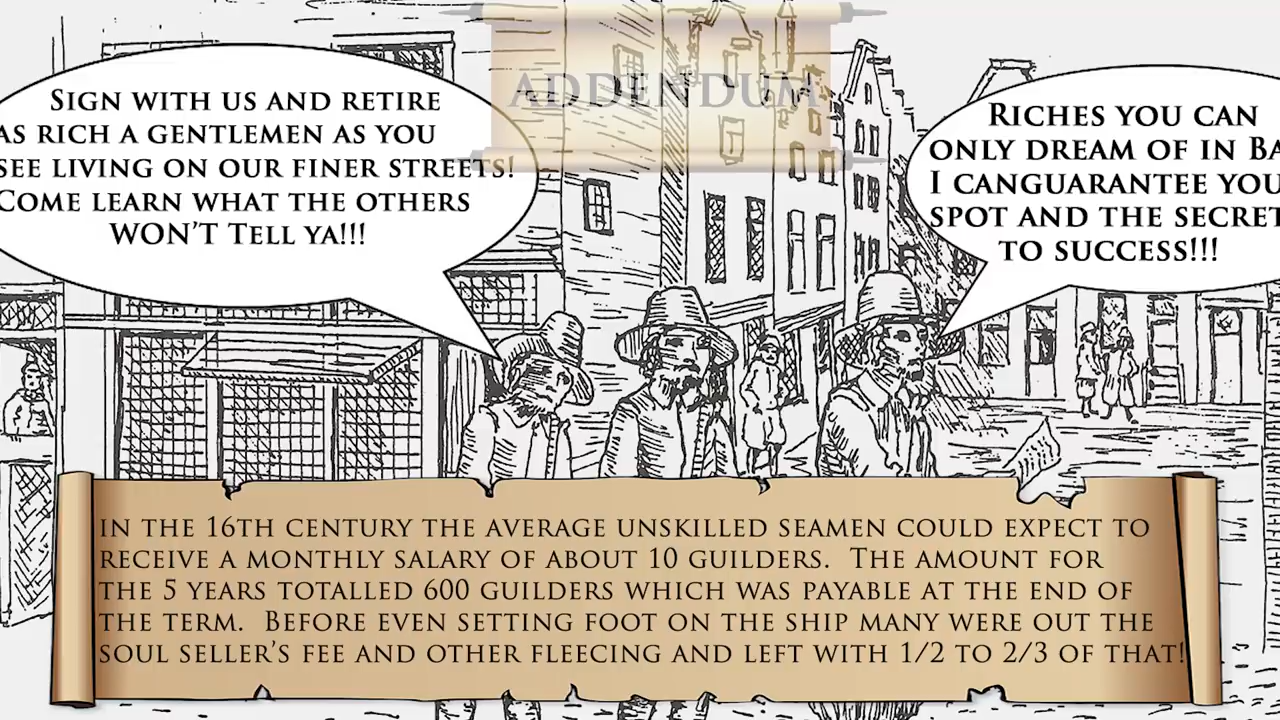 ADDENDUM
SIGN WITH US AND RETIRE
AS RICH A GENTLEMEN AS YOU
SEE LIVING ON OUR FINER STREETS!
COME LEARN WHAT THE OTHERS
WON'T TELL YA!!!
RICHES YOU CAN
ONLY DREAM OF IN BA
I CANGUARANTEE YOU
SPOT AND THE SECRET
TO SUCCESS!!!
IN THE 16TH CENTURY THE AVERAGE UNSKILLED SEAMEN COULD EXPECT TO
RECEIVE A MONTHLY SALARY OF ABOUT 10 GUILDERS. THE AMOUNT FOR
THE 5 YEARS TOTALLED 600 GUILDERS WHICH WAS PAYABLE AT THE END OF
THE TERM. BEFORE EVEN SETTING FOOT ON THE SHIP MANY WERE OUT THE
SOUL SELLER'S FEE AND OTHER FLEECING AND LEFT WITH 1/2 TO 2/3 OF THAT!